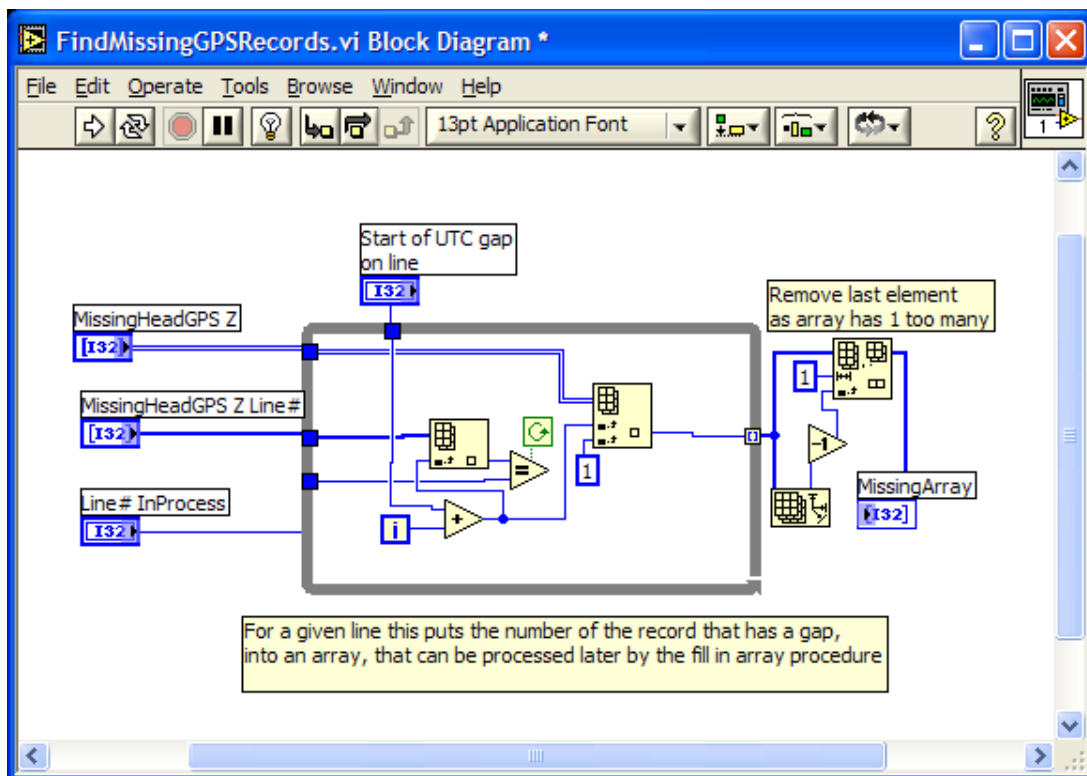 FindMissingGPSRecords.vi Block Diagram *
File Edit Operate Tools Browse Window Help
13pt Application Font
1
Start of UTC gap
on line
I32
MissingHeadGPS Z
[I32]
MissingHeadGPS Z Line#
[I32]
Line# InProcess
I32
i
+
=
1
[]
Remove last element
as array has 1 too many
1
-1
MissingArray
[I32]
For a given line this puts the number of the record that has a gap,
into an array, that can be processed later by the fill in array procedure